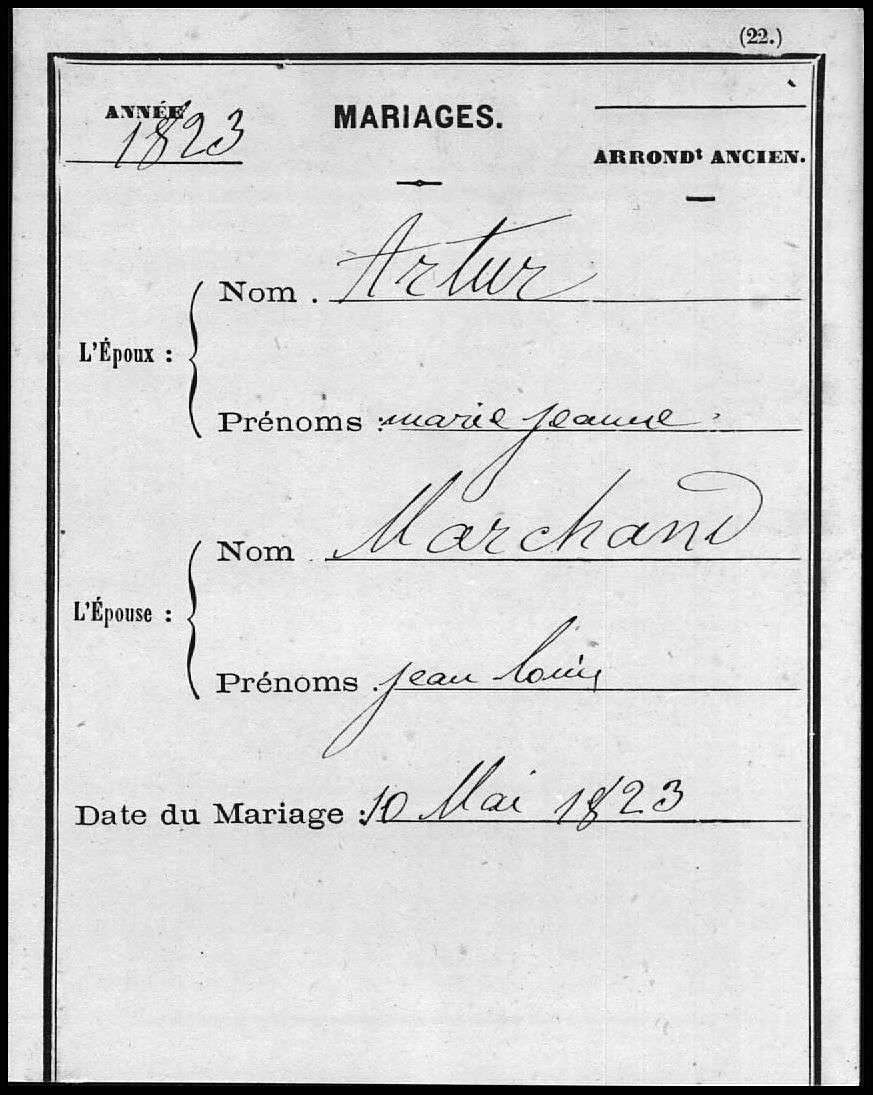 (22.)
ANNÉE
1823
MARIAGES.
ARRONDt ANCIEN.
L'Époux :
Nom . Artur
Prénoms : marie jeanne
L'Épouse :
Nom Marchand
Prénoms . jean louis
Date du Mariage : 10 Mai 1823